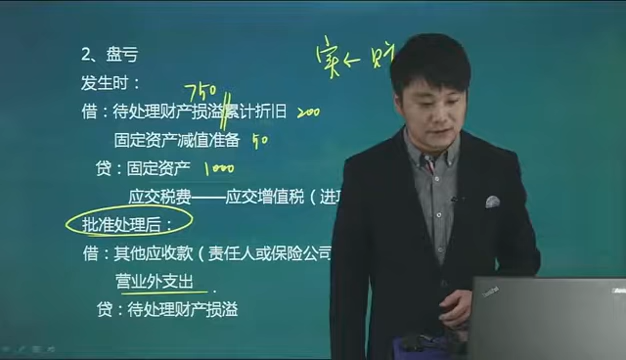 2、盘亏
实←财
发生时：
750
借：待处理财产损溢||累计折旧 200
固定资产减值准备 50
贷：固定资产 1000
应交税费——应交增值税（进项
批准处理后：
借：其他应收款（责任人或保险公司
营业外支出
贷：待处理财产损溢
ThinkPad